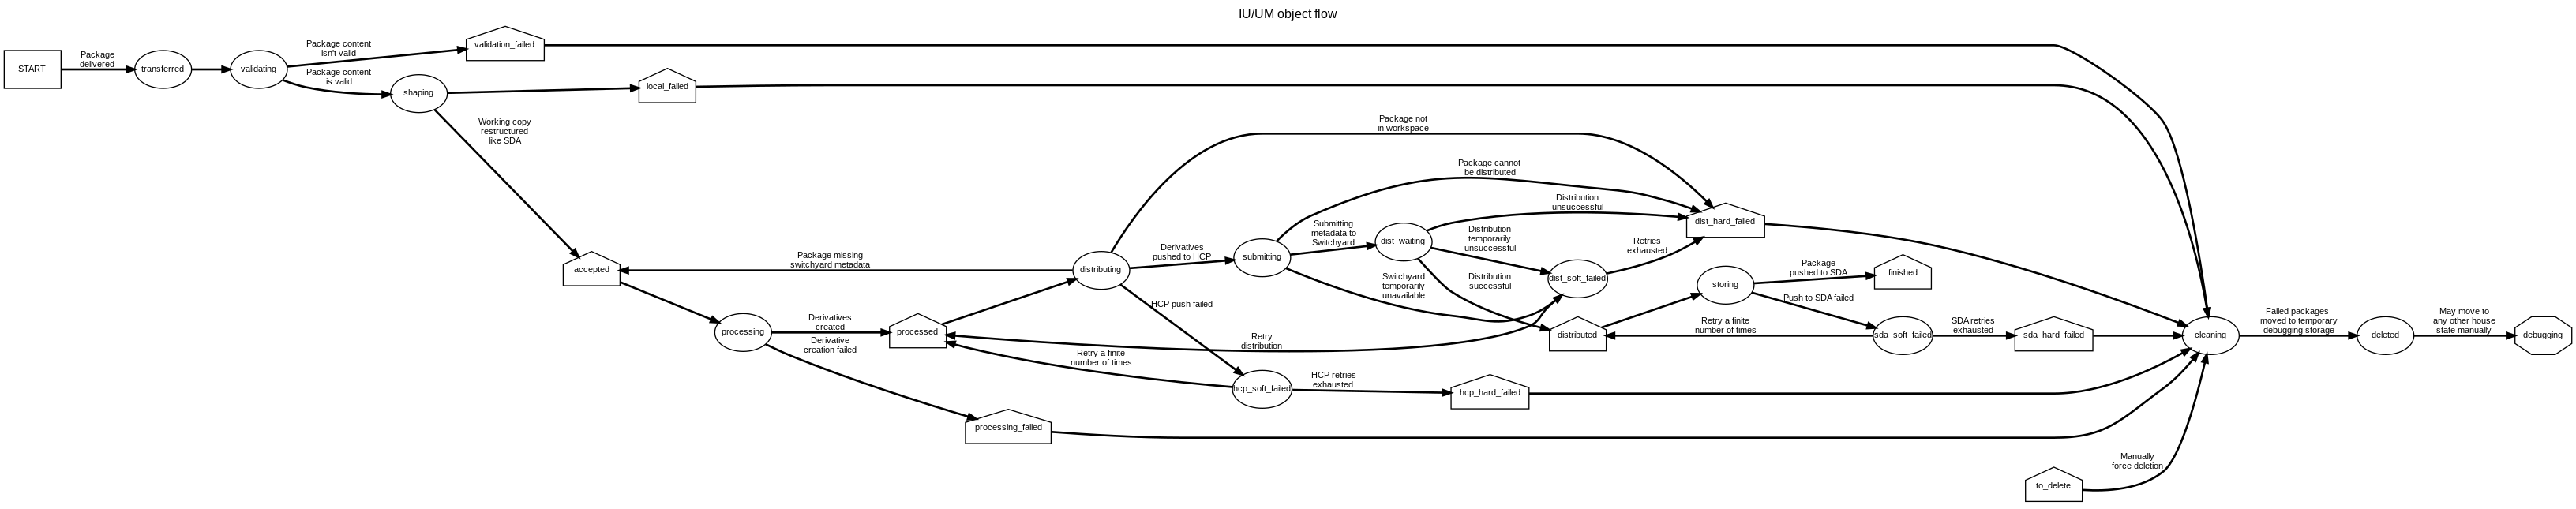 IU/UM object flow
START
Package
delivered
transferred
validating
Package content
isn't valid
Package content
is valid
validation_failed
shaping
local_failed
Working copy
restructured
like SDA
accepted
Package missing
switchyard metadata
processing
Derivatives
created
Derivative
creation failed
processed
processing_failed
distributing
Package not
in workspace
Derivatives
pushed to HCP
HCP push failed
submitting
Package cannot
be distributed
Submitting
metadata to
Switchyard
Switchyard
temporarily
unavailable
dist_waiting
Distribution
unsuccessful
Distribution
temporarily
unsuccessful
Distribution
successful
dist_soft_failed
Retries
exhausted
dist_hard_failed
Retry
distribution
Retry a finite
number of times
hcp_soft_failed
HCP retries
exhausted
hcp_hard_failed
distributed
storing
Package
pushed to SDA
finished
Push to SDA failed
Retry a finite
number of times
sda_soft_failed
SDA retries
exhausted
sda_hard_failed
cleaning
Failed packages
moved to temporary
debugging storage
deleted
May move to
any other house
state manually
debugging
to_delete
Manually
force deletion